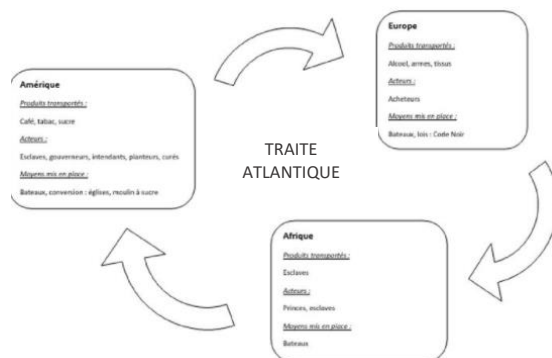 Amérique
Produits transportés :
Café, tabac, sucre
Acteurs :
Esclaves, gouverneurs, intendants, planteurs, curés
Moyens mis en place :
Bateaux, conversion : églises, moulin à sucre
Europe
Produits transportés :
Alcool, armes, tissus
Acteurs :
Acheteurs
Moyens mis en place :
Bateaux, lois : Code Noir
TRAITE
ATLANTIQUE
Afrique
Produits transportés :
Esclaves
Acteurs :
Princes, esclaves
Moyens mis en place :
Bateaux